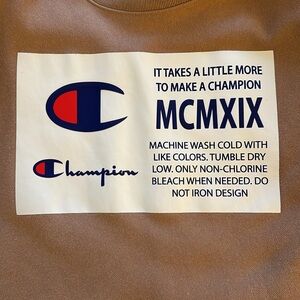 IT TAKES A LITTLE MORE
TO MAKE A CHAMPION
MCMXIX
MACHINE WASH COLD WITH
LIKE COLORS. TUMBLE DRY
LOW. ONLY NON-CHLORINE
BLEACH WHEN NEEDED. DO
NOT IRON DESIGN
Champion